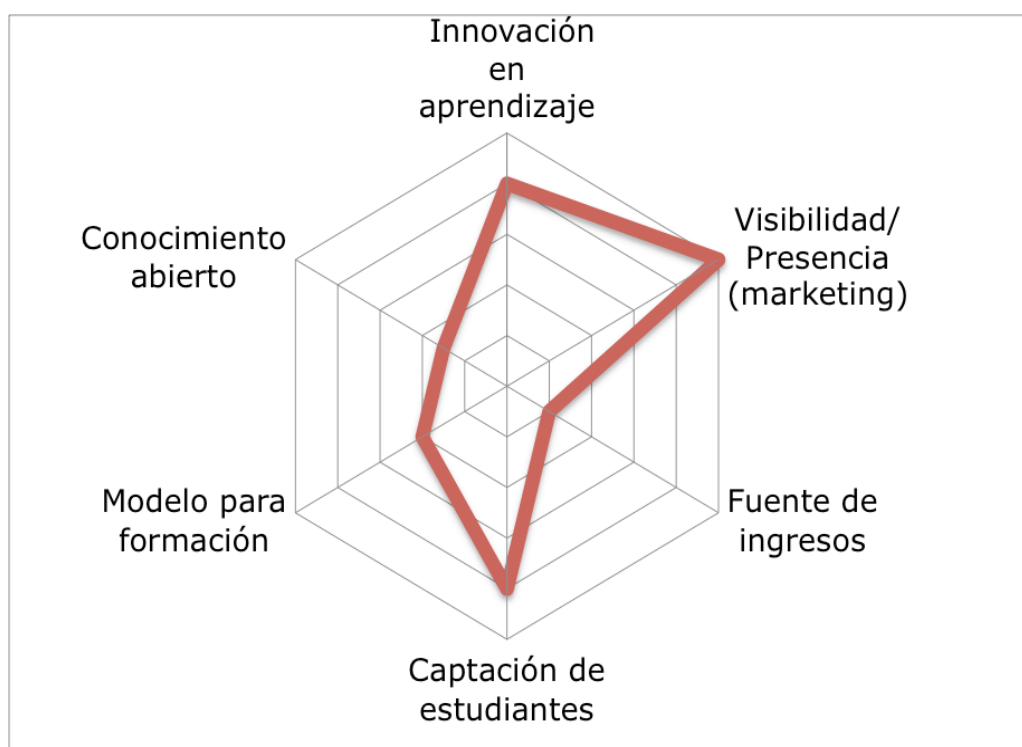 Innovación
en
aprendizaje
Visibilidad/
Presencia
(marketing)
Fuente de
ingresos
Captación de
estudiantes
Modelo para
formación
Conocimiento
abierto